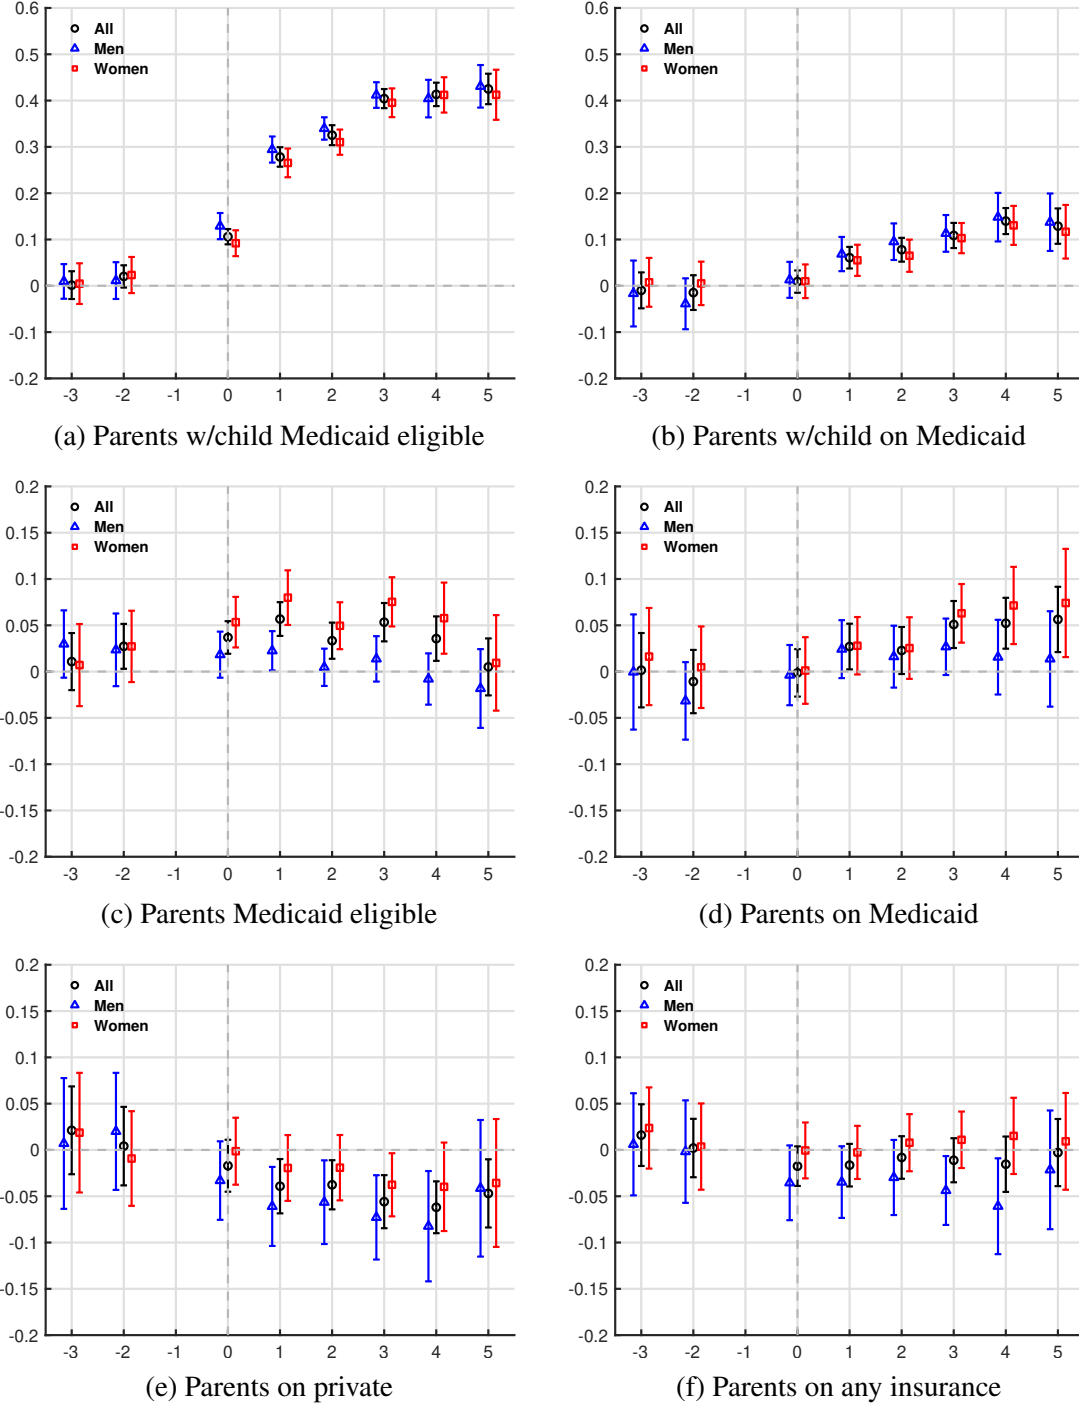 0.6
0.5
0.4
0.3
0.2
0.1
0
-0.1
-0.2
All
Men
Women
-3 -2 -1 0 1 2 3 4 5
(a) Parents w/child Medicaid eligible
0.6
0.5
0.4
0.3
0.2
0.1
0
-0.1
-0.2
All
Men
Women
-3 -2 -1 0 1 2 3 4 5
(b) Parents w/child on Medicaid
0.2
0.15
0.1
0.05
0
-0.05
-0.1
-0.15
-0.2
All
Men
Women
-3 -2 -1 0 1 2 3 4 5
(c) Parents Medicaid eligible
0.2
0.15
0.1
0.05
0
-0.05
-0.1
-0.15
-0.2
All
Men
Women
-3 -2 -1 0 1 2 3 4 5
(d) Parents on Medicaid
0.2
0.15
0.1
0.05
0
-0.05
-0.1
-0.15
-0.2
All
Men
Women
-3 -2 -1 0 1 2 3 4 5
(e) Parents on private
0.2
0.15
0.1
0.05
0
-0.05
-0.1
-0.15
-0.2
All
Men
Women
-3 -2 -1 0 1 2 3 4 5
(f) Parents on any insurance